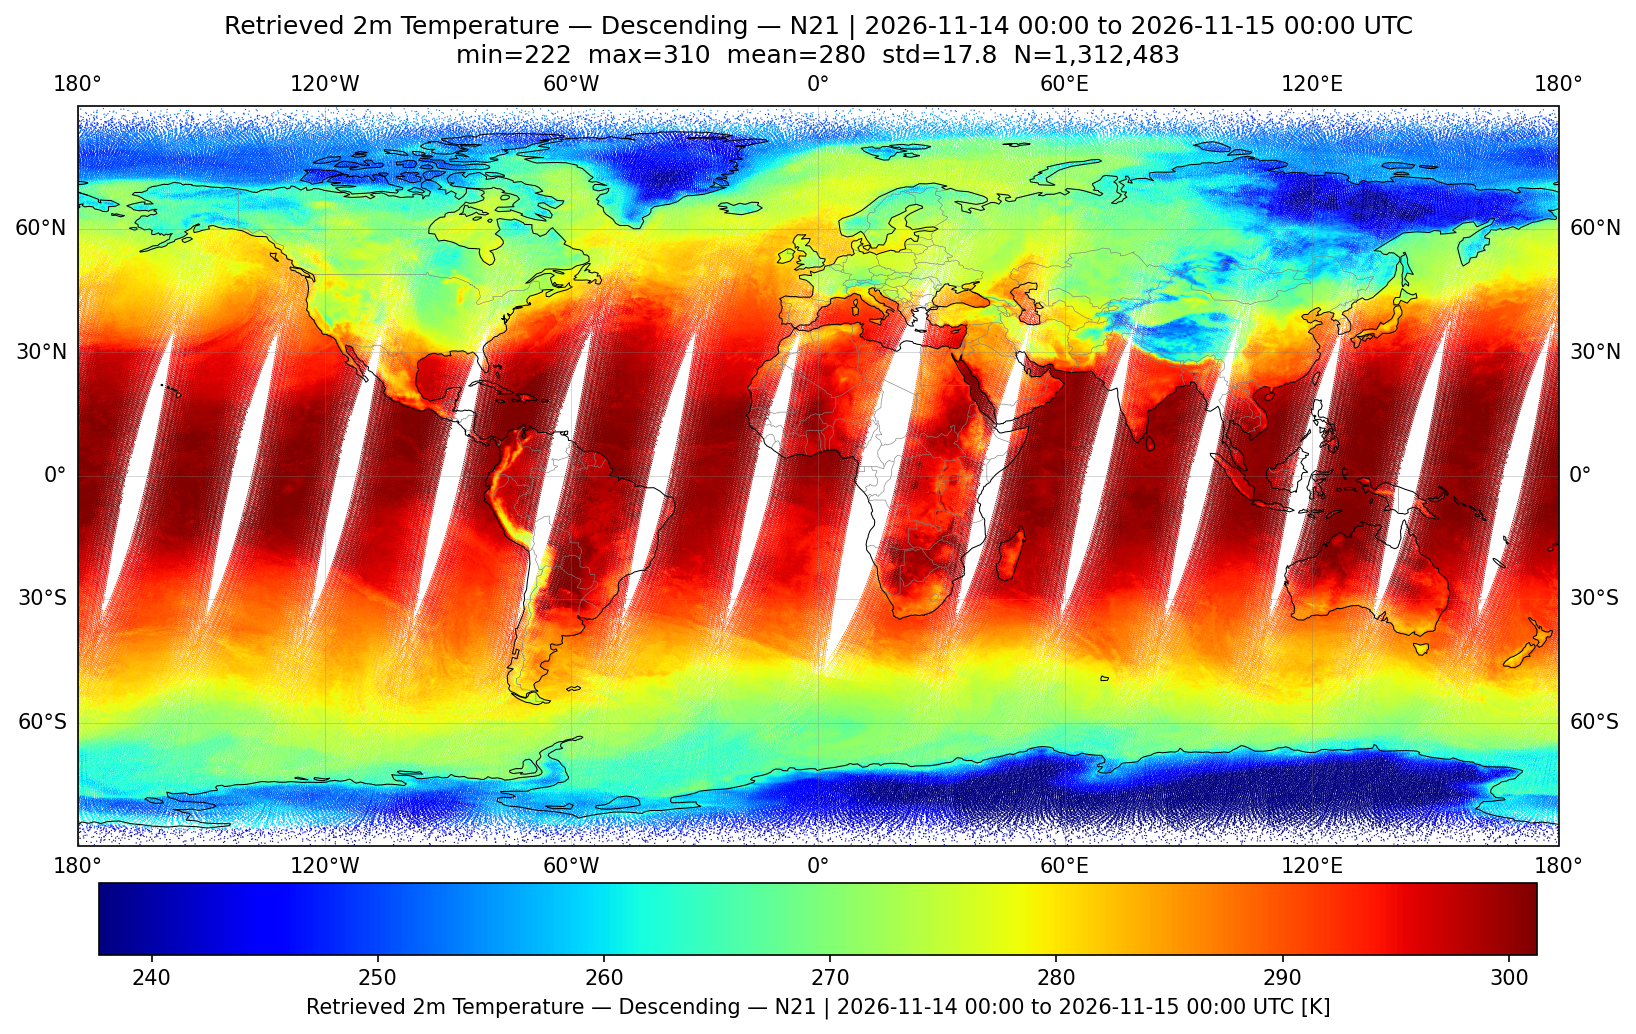 Retrieved 2m Temperature — Descending — N21 | 2026-11-14 00:00 to 2026-11-15 00:00 UTC
min=222 max=310 mean=280 std=17.8 N=1,312,483
180° 120°W 60°W 0° 60°E 120°E 180°
60°N 60°N
30°N 30°N
0° 0°
30°S 30°S
60°S 60°S
180° 120°W 60°W 0° 60°E 120°E 180°
240 250 260 270 280 290 300
Retrieved 2m Temperature — Descending — N21 | 2026-11-14 00:00 to 2026-11-15 00:00 UTC [K]